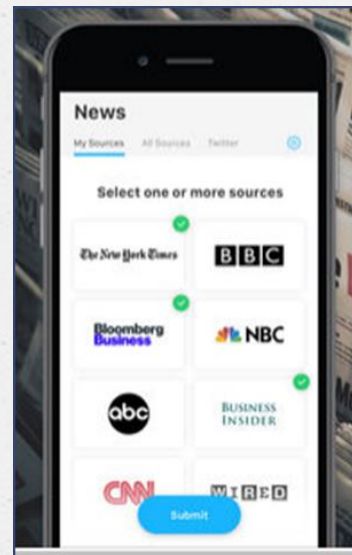 News
My Sources All Sources Twitter
Select one or more sources
The New York Times BBC
Bloomberg Business NBC
abc BUSINESS INSIDER
CNN WIRED
Submit